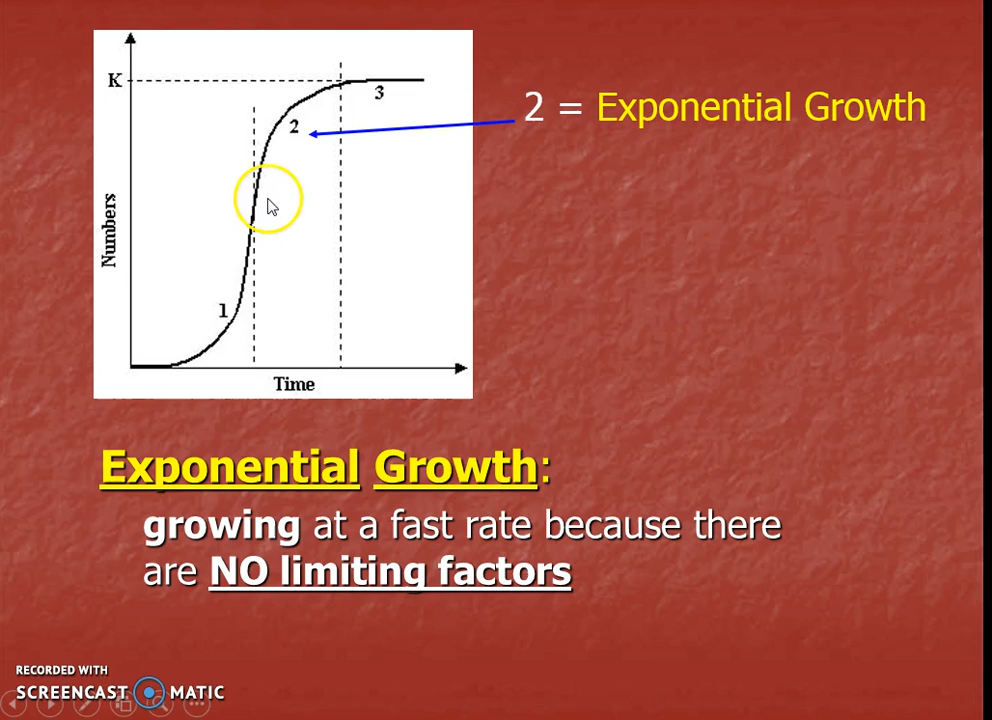 K
3
2 = Exponential Growth
2
Numbers
1
Time
Exponential Growth:
growing at a fast rate because there
are NO limiting factors
RECORDED WITH
SCREENCAST MATIC